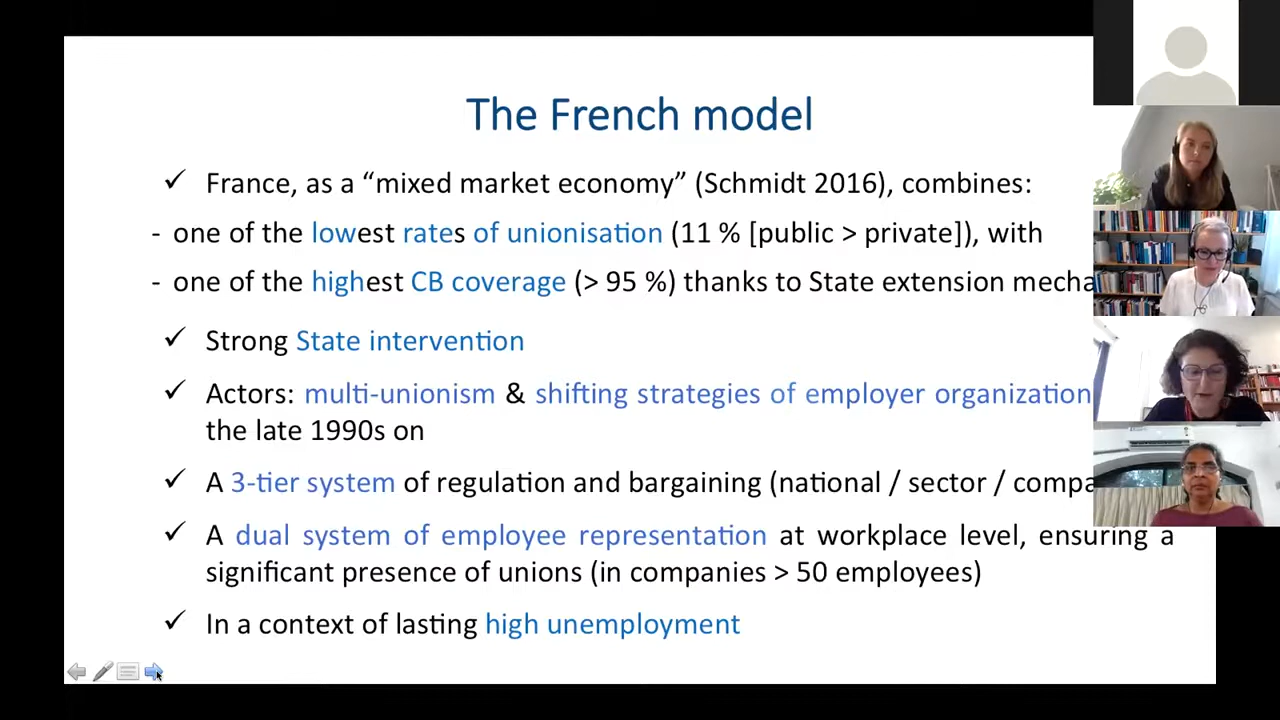 The French model
✓ France, as a “mixed market economy” (Schmidt 2016), combines:
- one of the lowest rates of unionisation (11 % [public > private]), with
- one of the highest CB coverage (> 95 %) thanks to State extension mecha
✓ Strong State intervention
✓ Actors: multi-unionism & shifting strategies of employer organization
the late 1990s on
✓ A 3-tier system of regulation and bargaining (national / sector / compa
✓ A dual system of employee representation at workplace level, ensuring a
significant presence of unions (in companies > 50 employees)
✓ In a context of lasting high unemployment